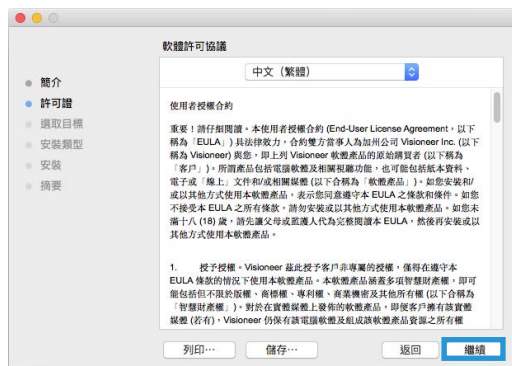 軟體許可協議
中文（繁體）
簡介
許可證
選取目標
安裝類型
安裝
摘要
使用者授權合約
重要！請仔細閱讀。本使用者授權合約 (End-User License Agreement，以下
稱為「EULA」) 具法律效力，合約雙方當事人為加州公司 Visioneer Inc. (以下
稱為 Visioneer) 與您，即上列 Visioneer 軟體產品的原始購買者 (以下稱為
「客戶」)。所謂產品包括電腦軟體及相關視聽功能，也可能包括紙本資料、
電子或「線上」文件和/或相關媒體 (以下合稱為「軟體產品」)。如您安裝和/
或以其他方式使用本軟體產品，表示您同意遵守本 EULA 之條款和條件。如您
不接受本 EULA 之所有條款，請勿安裝或以其他方式使用本軟體產品。如您未
滿十八 (18) 歲，請先讓父母或監護人代為完整閱讀本 EULA，然後再安裝或以
其他方式使用本軟體產品。
1. 授予授權。Visioneer 茲此授予客戶非專屬的授權，僅得在遵守本
EULA 條款的情況下使用本軟體產品。本軟體產品涵蓋多項智慧財產權，即可
能包括但不限於版權、商標權、專利權、商業機密及其他所有權 (以下合稱為
「智慧財產權」)。對於在實體媒體上發佈的軟體產品，即便客戶擁有該實體
媒體 (若有)，Visioneer 仍保有該電腦軟體及組成該軟體產品資源之所有權
列印⋯
儲存⋯
返回
繼續